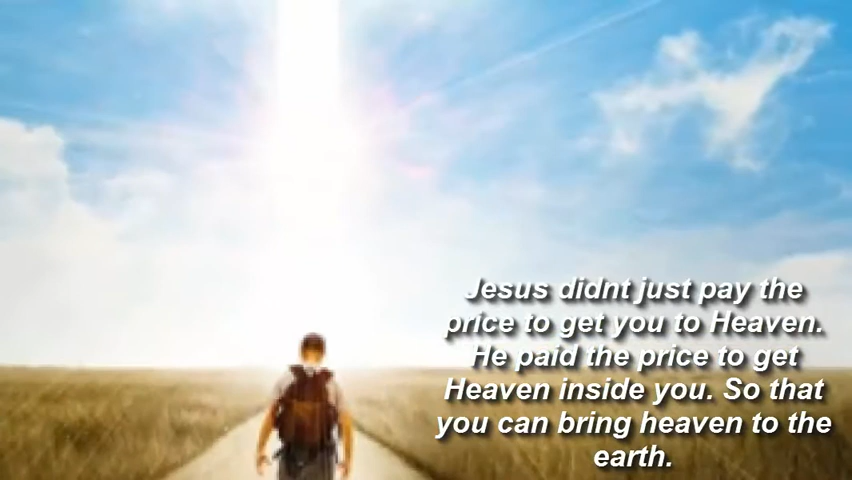 Jesus didnt just pay the
price to get you to Heaven.
He paid the price to get
Heaven inside you. So that
you can bring heaven to the
earth.